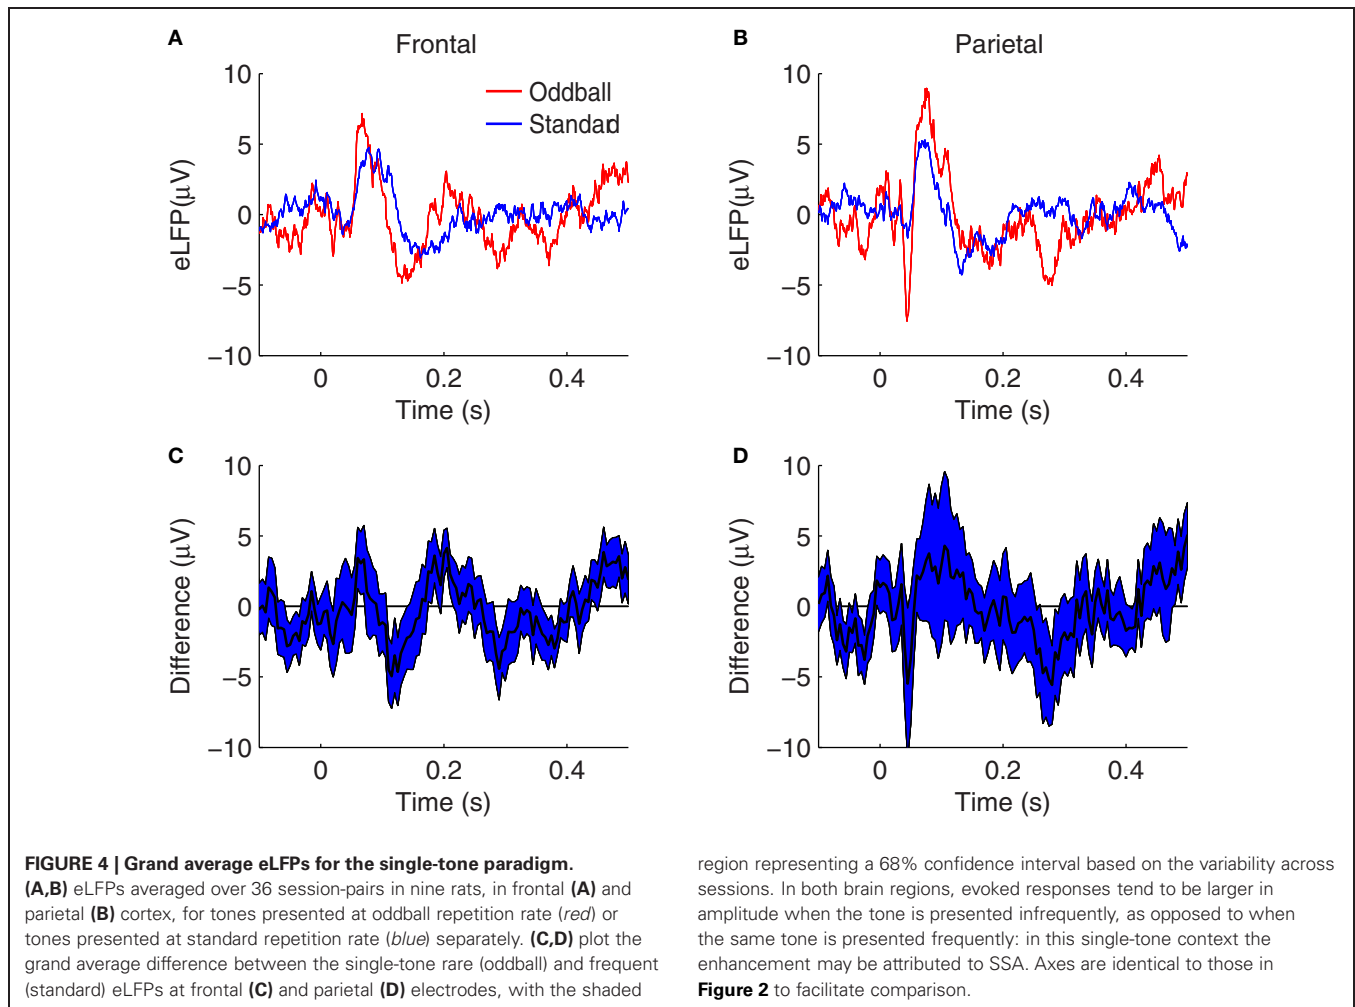 A
Frontal
10
5
0
−5
−10
eLFP(μV)
Oddball
Standard
0
0.2
0.4
Time (s)
B
Parietal
10
5
0
−5
−10
eLFP(μV)
0
0.2
0.4
Time (s)
C
10
5
0
−5
−10
Difference (μV)
0
0.2
0.4
Time (s)
D
10
5
0
−5
−10
Difference (μV)
0
0.2
0.4
Time (s)
FIGURE 4 | Grand average eLFPs for the single-tone paradigm.
(A,B) eLFPs averaged over 36 session-pairs in nine rats, in frontal (A) and
parietal (B) cortex, for tones presented at oddball repetition rate (red) or
tones presented at standard repetition rate (blue) separately. (C,D) plot the
grand average difference between the single-tone rare (oddball) and frequent
(standard) eLFPs at frontal (C) and parietal (D) electrodes, with the shaded
region representing a 68% confidence interval based on the variability across
sessions. In both brain regions, evoked responses tend to be larger in
amplitude when the tone is presented infrequently, as opposed to when
the same tone is presented frequently: in this single-tone context the
enhancement may be attributed to SSA. Axes are identical to those in
Figure 2 to facilitate comparison.